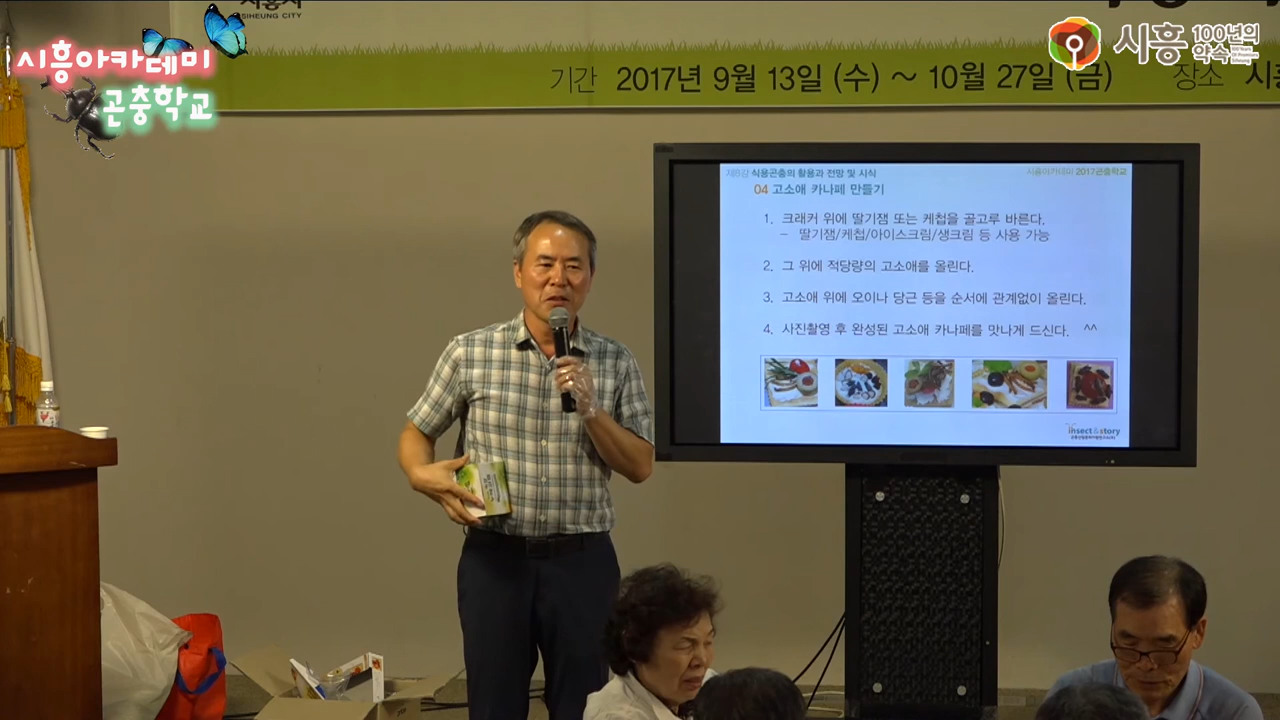 시흥시
SIHEUNG CITY
시흥아카데미
곤충학교
시흥 100년의 약속
기간 2017년 9월 13일 (수) ~ 10월 27일 (금) 장소
제8강 식용곤충의 활용과 전망 및 시식
시흥아카데미 2017곤충학교
04 고소애 카나페 만들기
1. 크래커 위에 딸기잼 또는 케첩을 골고루 바른다.
– 딸기잼/케첩/아이스크림/생크림 등 사용 가능
2. 그 위에 적당량의 고소애를 올린다.
3. 고소애 위에 오이나 당근 등을 순서에 관계없이 올린다.
4. 사진촬영 후 완성된 고소애 카나페를 맛나게 드신다. ^^
insect&story